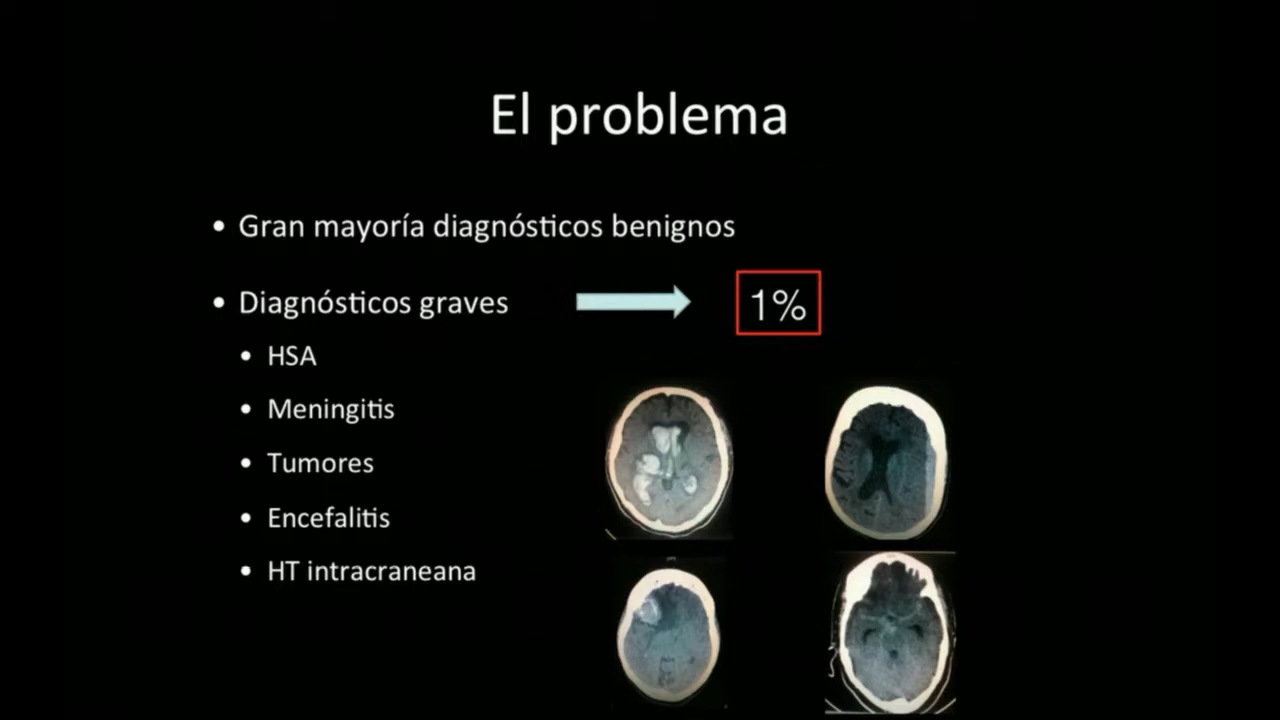 El problema
• Gran mayoría diagnósticos benignos
• Diagnósticos graves
1%
• HSA
• Meningitis
• Tumores
• Encefalitis
• HT intracraneana